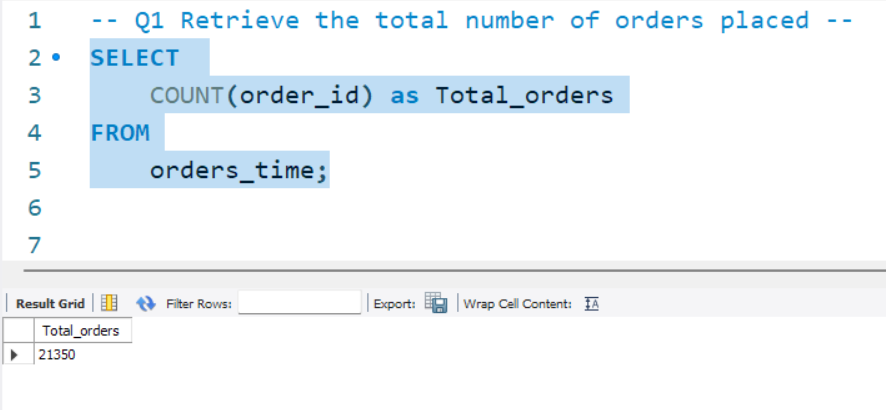 1 -- Q1 Retrieve the total number of orders placed --
2 SELECT
3 COUNT(order_id) as Total_orders
4 FROM
5 orders_time;
6
7
Result Grid Filter Rows: Export: Wrap Cell Content: IA
Total_orders
21350